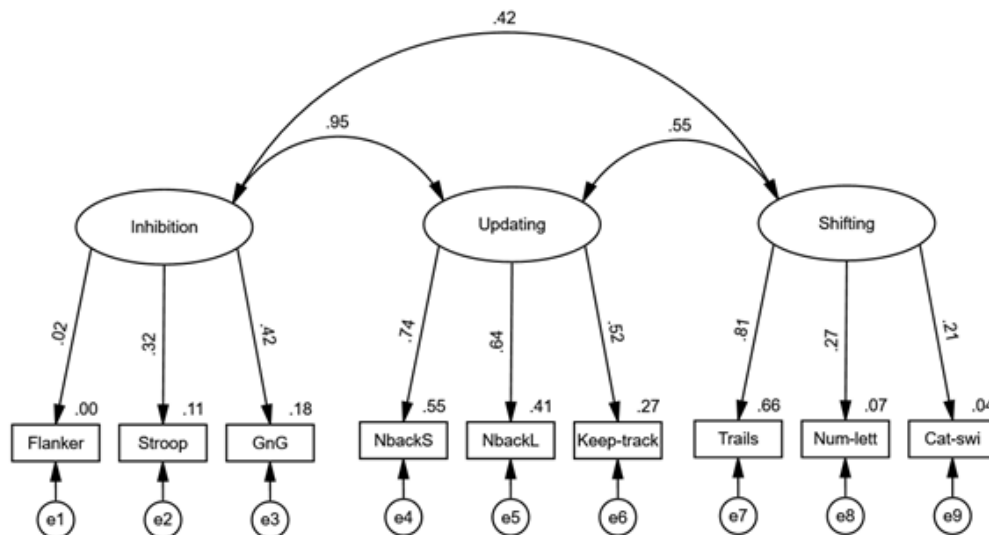 .42
.95 .55
Inhibition Updating Shifting
.02 .32 .42 .74 .64 .52 .81 .27 .21
.00 .11 .18 .55 .41 .27 .66 .07 .04
Flanker Stroop GnG NbackS NbackL Keep-track Trails Num-lett Cat-swi
e1 e2 e3 e4 e5 e6 e7 e8 e9